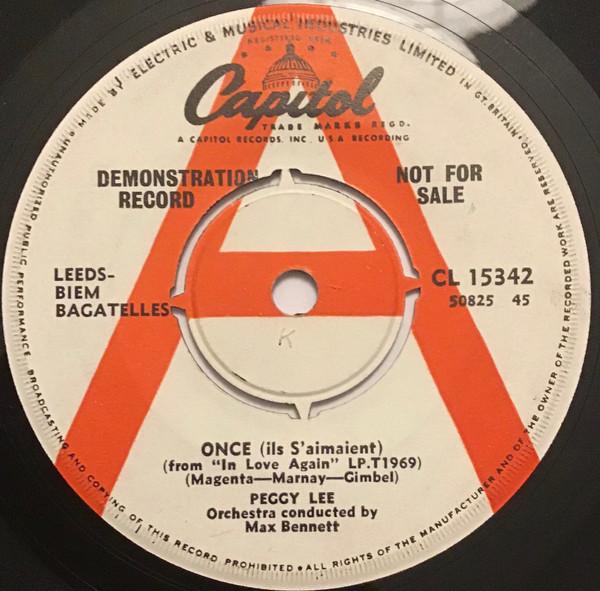 MADE BY ELECTRIC & MUSICAL INDUSTRIES LIMITED IN GT. BRITAIN •
Capitol
TRADE MARKS REGD.
A CAPITOL RECORDS, INC. U S A RECORDING
DEMONSTRATION
RECORD
NOT FOR
SALE
LEEDS-
BIEM
BAGATELLES
CL 15342
50825 45
K
ONCE (ils S'aimaient)
(from "In Love Again" LP.T1969)
(Magenta—Marnay—Gimbel)
PEGGY LEE
Orchestra conducted by
Max Bennett
UNAUTHORIZED PUBLIC PERFORMANCE, BROADCASTING AND COPYING OF THIS RECORD PROHIBITED • ALL RIGHTS OF THE MANUFACTURER AND OF THE OWNER OF THE RECORDED WORK ARE RESERVED.
A